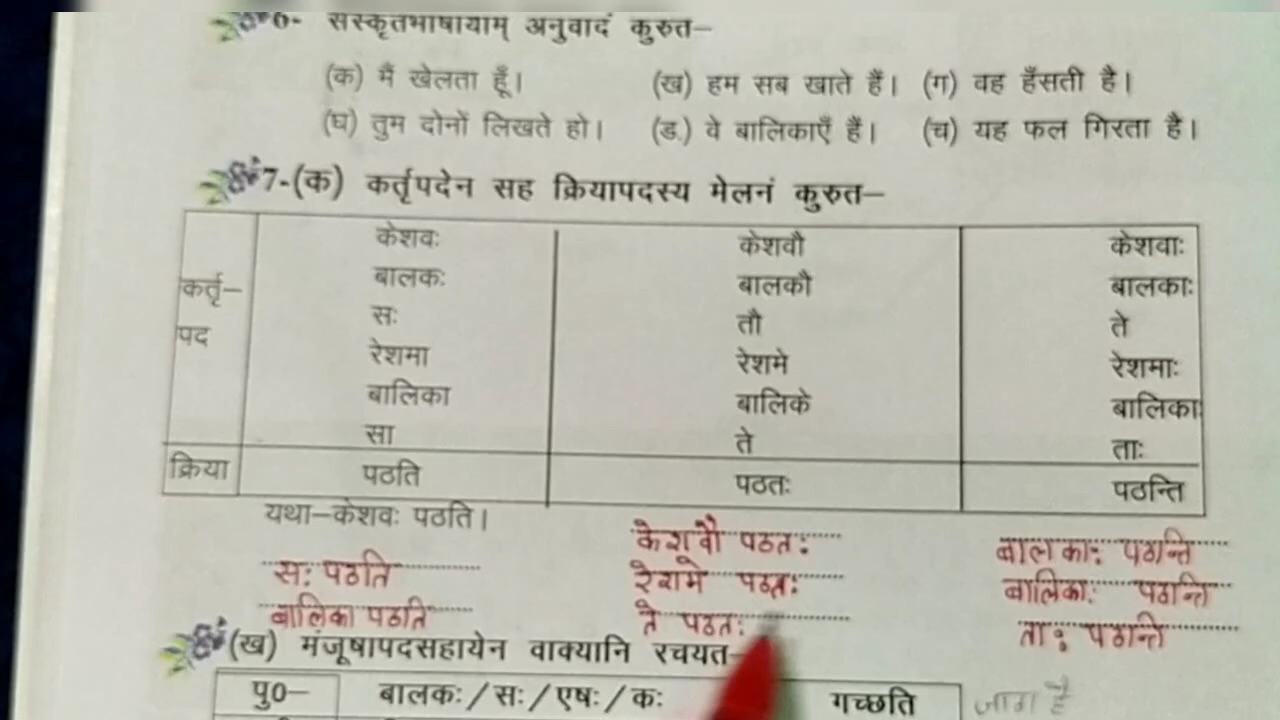 6- संस्कृतभाषायाम् अनुवादं कुरुत–
(क) मैं खेलता हूँ। (ख) हम सब खाते हैं। (ग) वह हँसती है।
(घ) तुम दोनों लिखते हो। (ड.) वे बालिकाएँ हैं। (च) यह फल गिरता है।
7-(क) कर्तृपदेन सह क्रियापदस्य मेलनं कुरुत–
केशवः केशवौ केशवाः
कर्तृ– बालकः बालकौ बालकाः
पद सः तौ ते
रेशमा रेशमे रेशमाः
बालिका बालिके बालिका
सा ते ताः
क्रिया पठति पठतः पठन्ति
यथा–केशवः पठति।
केशवौ पठतः बालकाः पठन्ति
सः पठति रेशमे पठतः बालिकाः पठन्ति
बालिका पठति ते पठतः ताः पठन्ति
(ख) मंजूषापदसहायेन वाक्यानि रचयत–
पु०– बालकः/सः/एषः/कः गच्छति